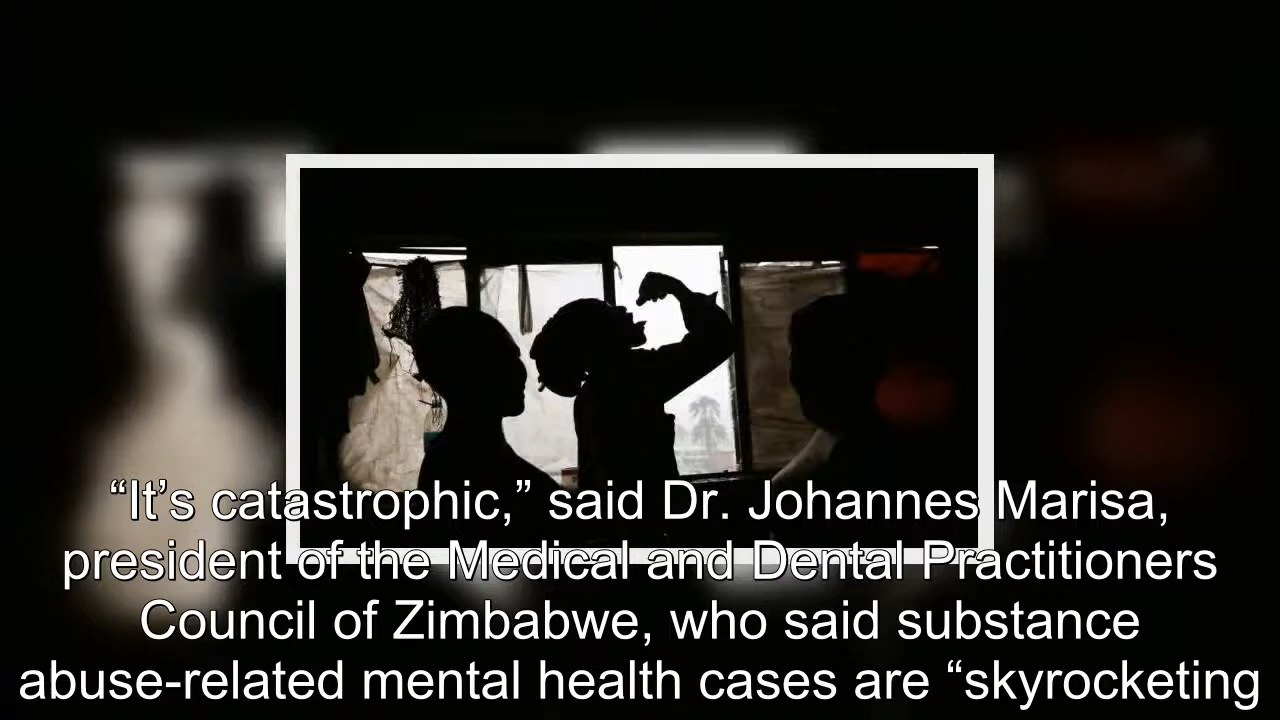 “It’s catastrophic,” said Dr. Johannes Marisa,
president of the Medical and Dental Practitioners
Council of Zimbabwe, who said substance
abuse-related mental health cases are “skyrocketing